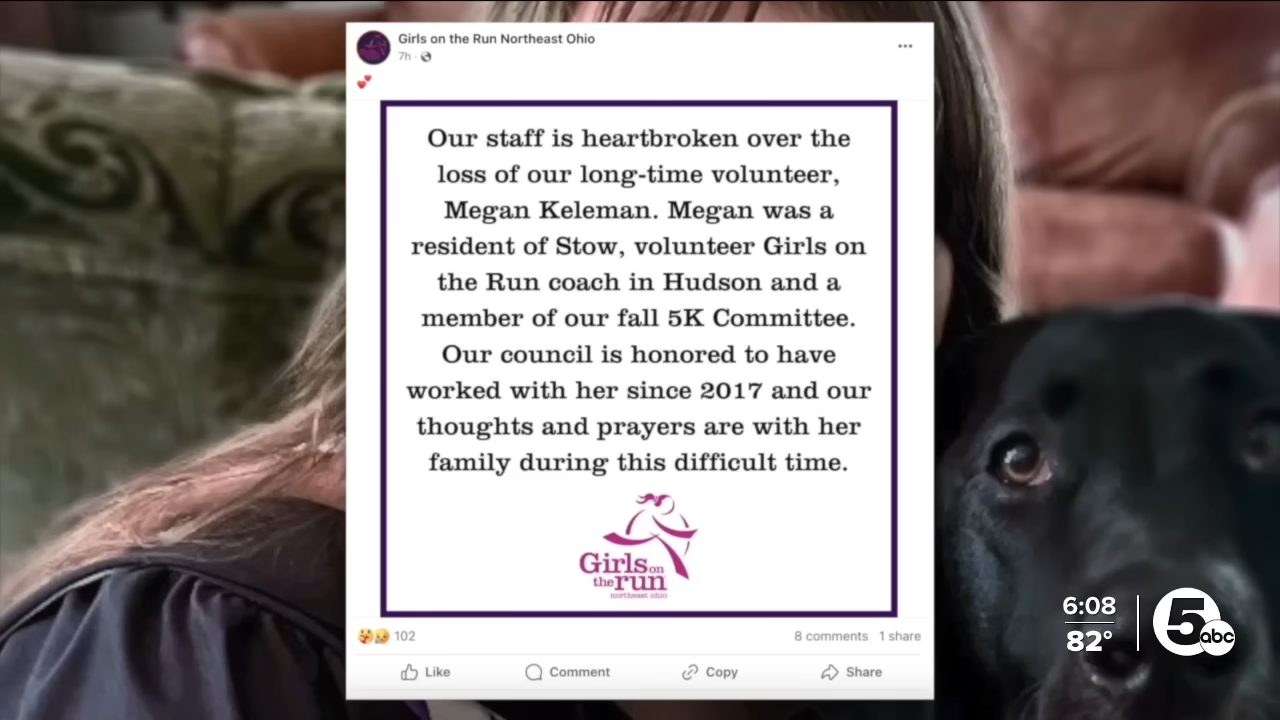 Girls on the Run Northeast Ohio
7h ·
Our staff is heartbroken over the
loss of our long-time volunteer,
Megan Keleman. Megan was a
resident of Stow, volunteer Girls on
the Run coach in Hudson and a
member of our fall 5K Committee.
Our council is honored to have
worked with her since 2017 and our
thoughts and prayers are with her
family during this difficult time.
Girls on
the run
northeast ohio
102
8 comments 1 share
Like Comment Copy Share
6:08
82°
5 abc